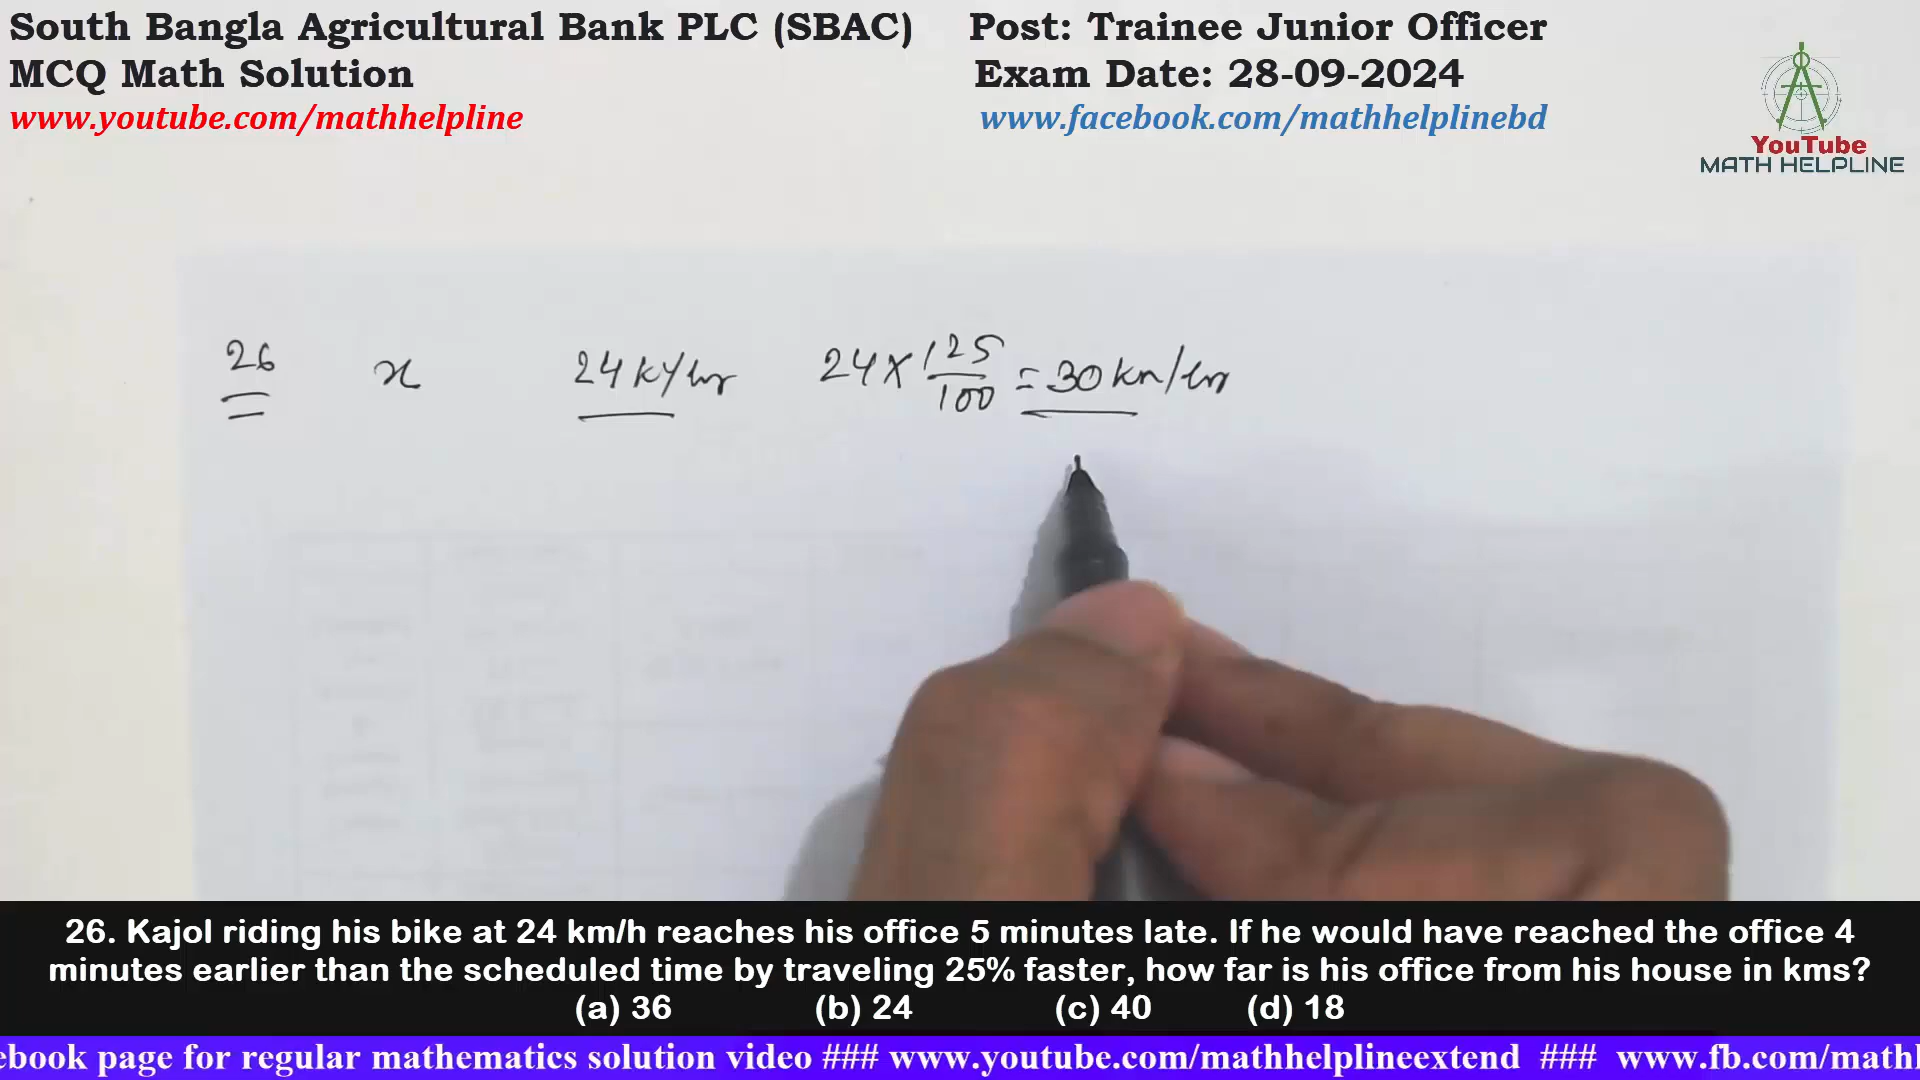 South Bangla Agricultural Bank PLC (SBAC) Post: Trainee Junior Officer
MCQ Math Solution Exam Date: 28-09-2024
www.youtube.com/mathhelpline www.facebook.com/mathhelplinebd
YouTube
MATH HELPLINE
26 x 24 km/hr 24 × 125/100 = 30 km/hr
26. Kajol riding his bike at 24 km/h reaches his office 5 minutes late. If he would have reached the office 4
minutes earlier than the scheduled time by traveling 25% faster, how far is his office from his house in kms?
(a) 36 (b) 24 (c) 40 (d) 18
ebook page for regular mathematics solution video ### www.youtube.com/mathhelplineextend ### www.fb.com/mathl